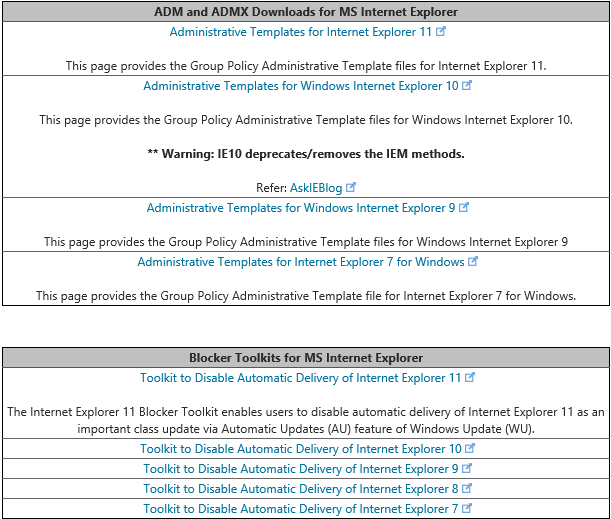 ADM and ADMX Downloads for MS Internet Explorer
Administrative Templates for Internet Explorer 11
This page provides the Group Policy Administrative Template files for Internet Explorer 11.
Administrative Templates for Windows Internet Explorer 10
This page provides the Group Policy Administrative Template files for Windows Internet Explorer 10.
** Warning: IE10 deprecates/removes the IEM methods.
Refer: AskIEBlog
Administrative Templates for Windows Internet Explorer 9
This page provides the Group Policy Administrative Template files for Windows Internet Explorer 9
Administrative Templates for Internet Explorer 7 for Windows
This page provides the Group Policy Administrative Template file for Internet Explorer 7 for Windows.
Blocker Toolkits for MS Internet Explorer
Toolkit to Disable Automatic Delivery of Internet Explorer 11
The Internet Explorer 11 Blocker Toolkit enables users to disable automatic delivery of Internet Explorer 11 as an
important class update via Automatic Updates (AU) feature of Windows Update (WU).
Toolkit to Disable Automatic Delivery of Internet Explorer 10
Toolkit to Disable Automatic Delivery of Internet Explorer 9
Toolkit to Disable Automatic Delivery of Internet Explorer 8
Toolkit to Disable Automatic Delivery of Internet Explorer 7